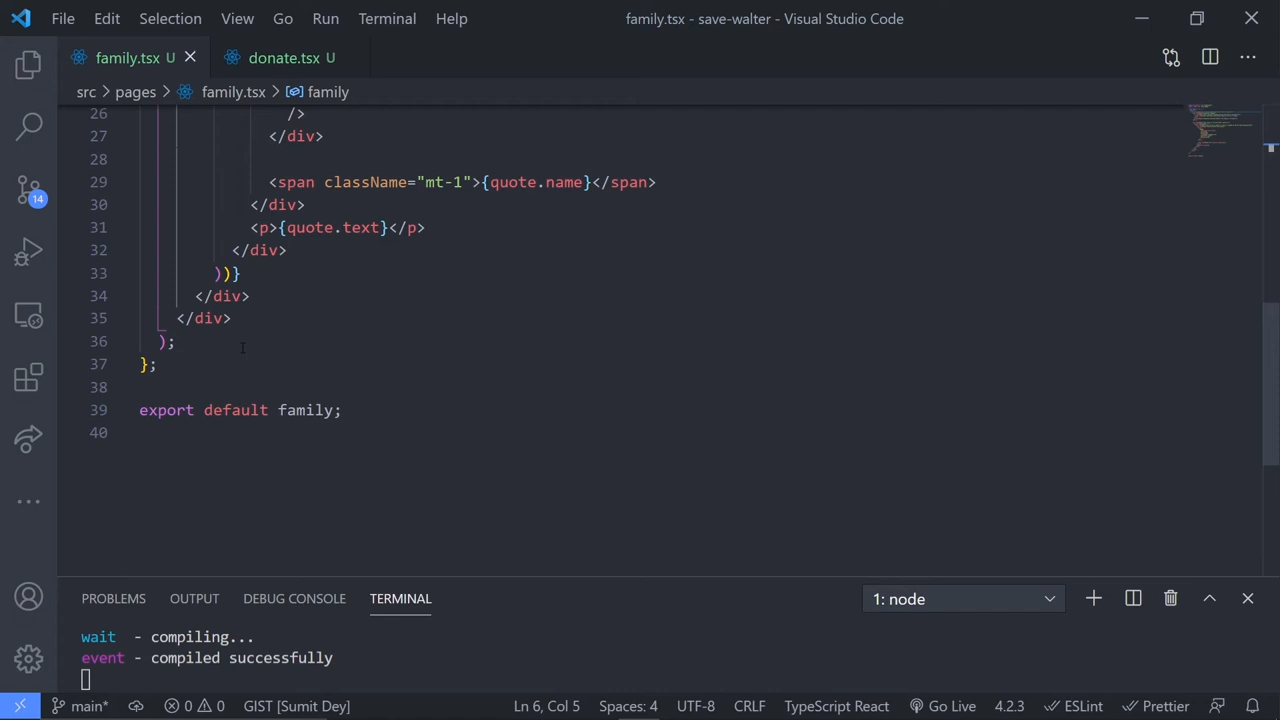 File Edit Selection View Go Run Terminal Help family.tsx - save-walter - Visual Studio Code
family.tsx U donate.tsx U
src > pages > family.tsx > family
26 />
27 </div>
28
29 <span className="mt-1">{quote.name}</span>
30 </div>
31 <p>{quote.text}</p>
32 </div>
33 ))}
34 </div>
35 </div>
36 );
37 };
38
39 export default family;
40
14
PROBLEMS OUTPUT DEBUG CONSOLE TERMINAL 1: node
wait - compiling...
event - compiled successfully
main* 0 0 GIST [Sumit Dey] Ln 6, Col 5 Spaces: 4 UTF-8 CRLF TypeScript React Go Live 4.2.3 ESLint Prettier